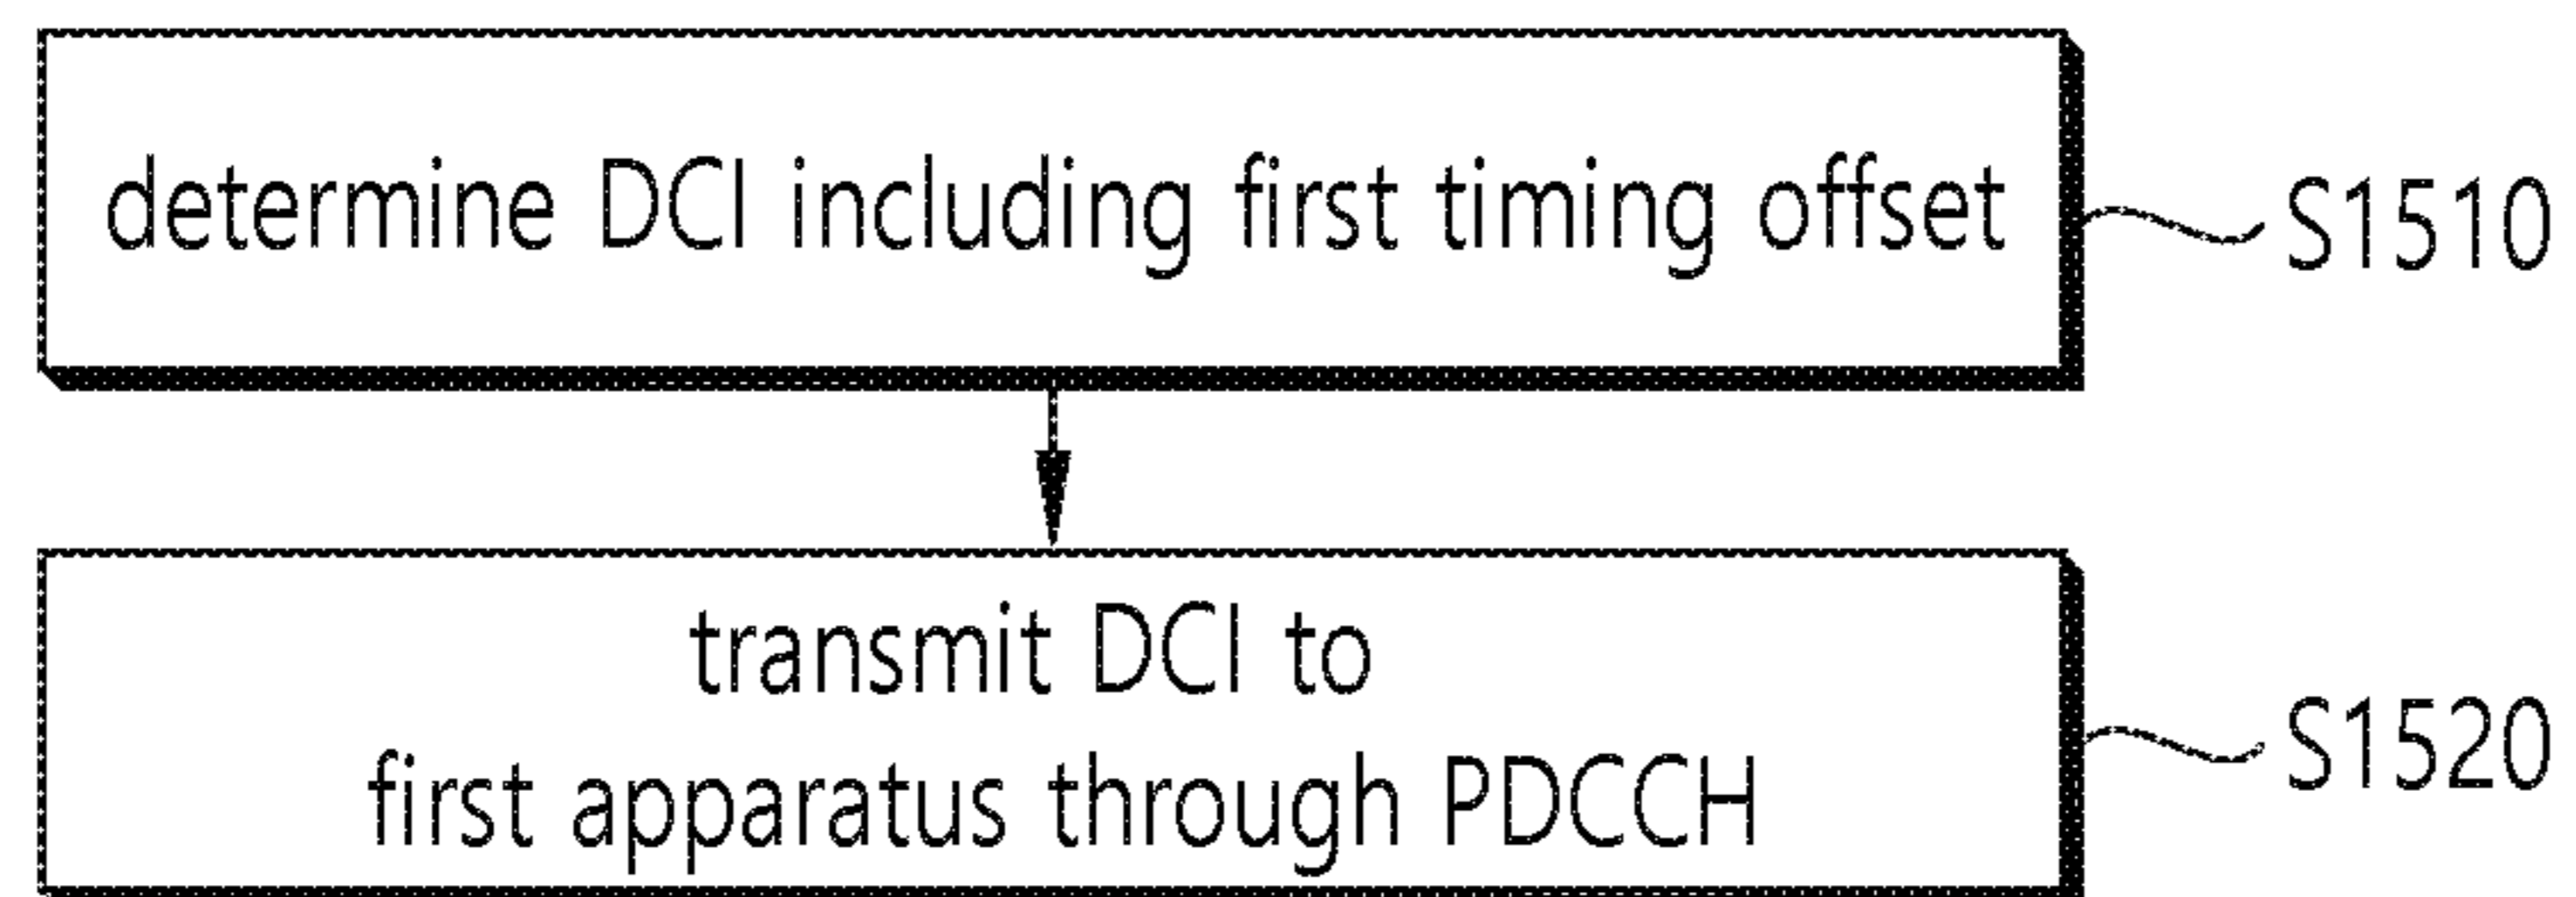 determine DCI including first timing offset
S1510
transmit DCI to
first apparatus through PDCCH
S1520